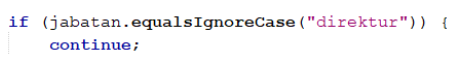 if (jabatan.equalsIgnoreCase("direktur")) {
continue;